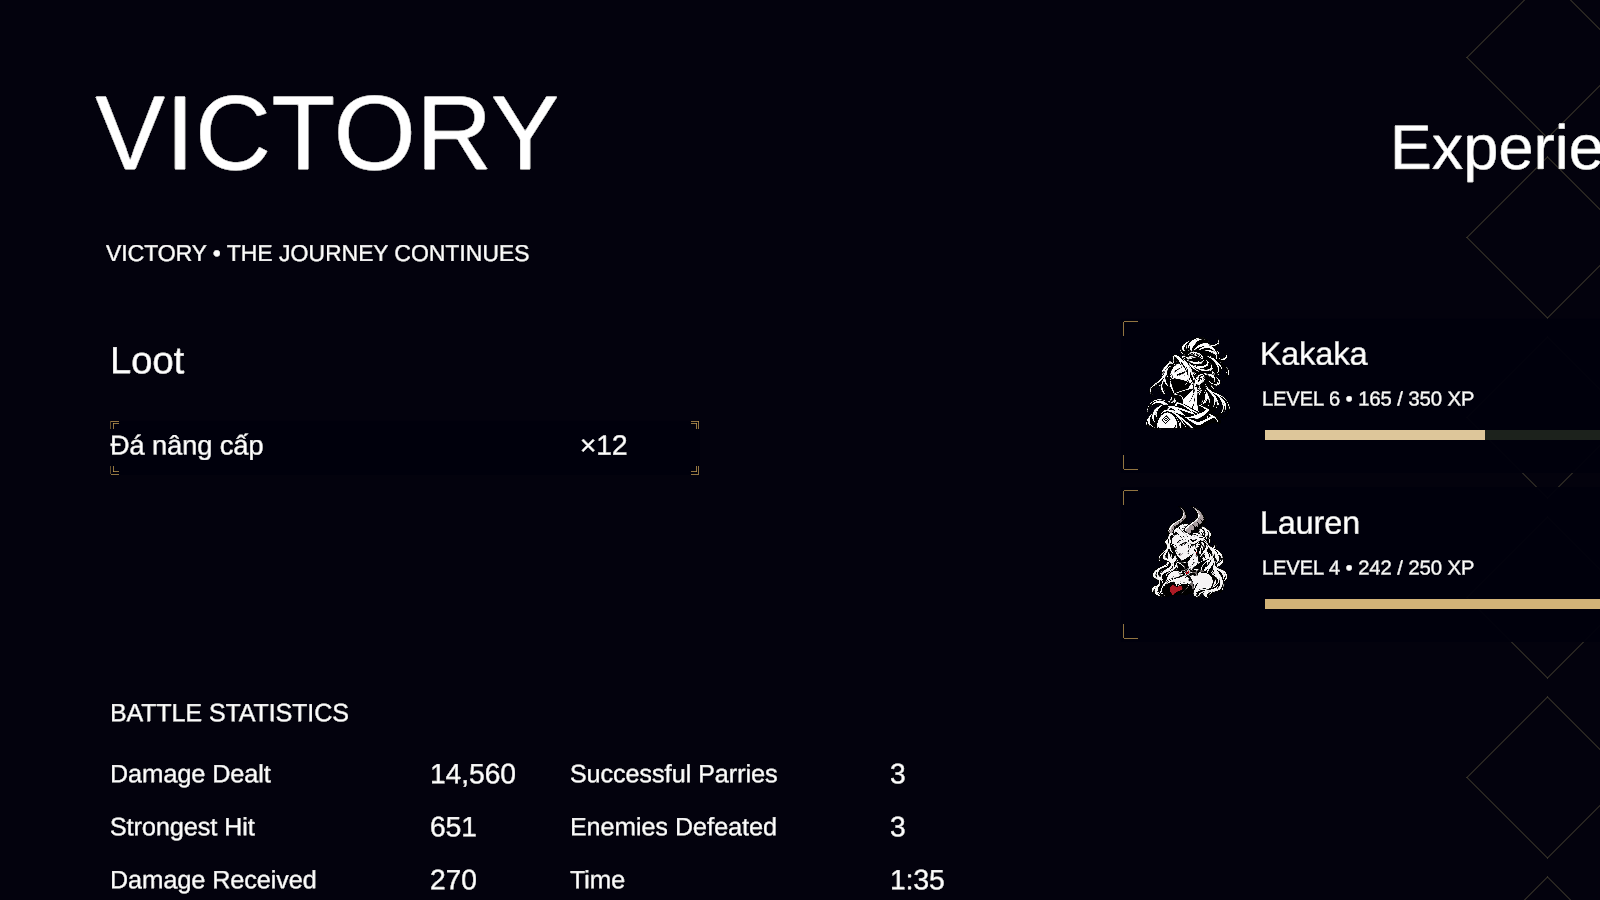 VICTORY
Experie
VICTORY • THE JOURNEY CONTINUES
Loot
Đá nâng cấp ×12
Kakaka
LEVEL 6 • 165 / 350 XP
Lauren
LEVEL 4 • 242 / 250 XP
BATTLE STATISTICS
Damage Dealt 14,560 Successful Parries 3
Strongest Hit 651 Enemies Defeated 3
Damage Received 270 Time 1:35